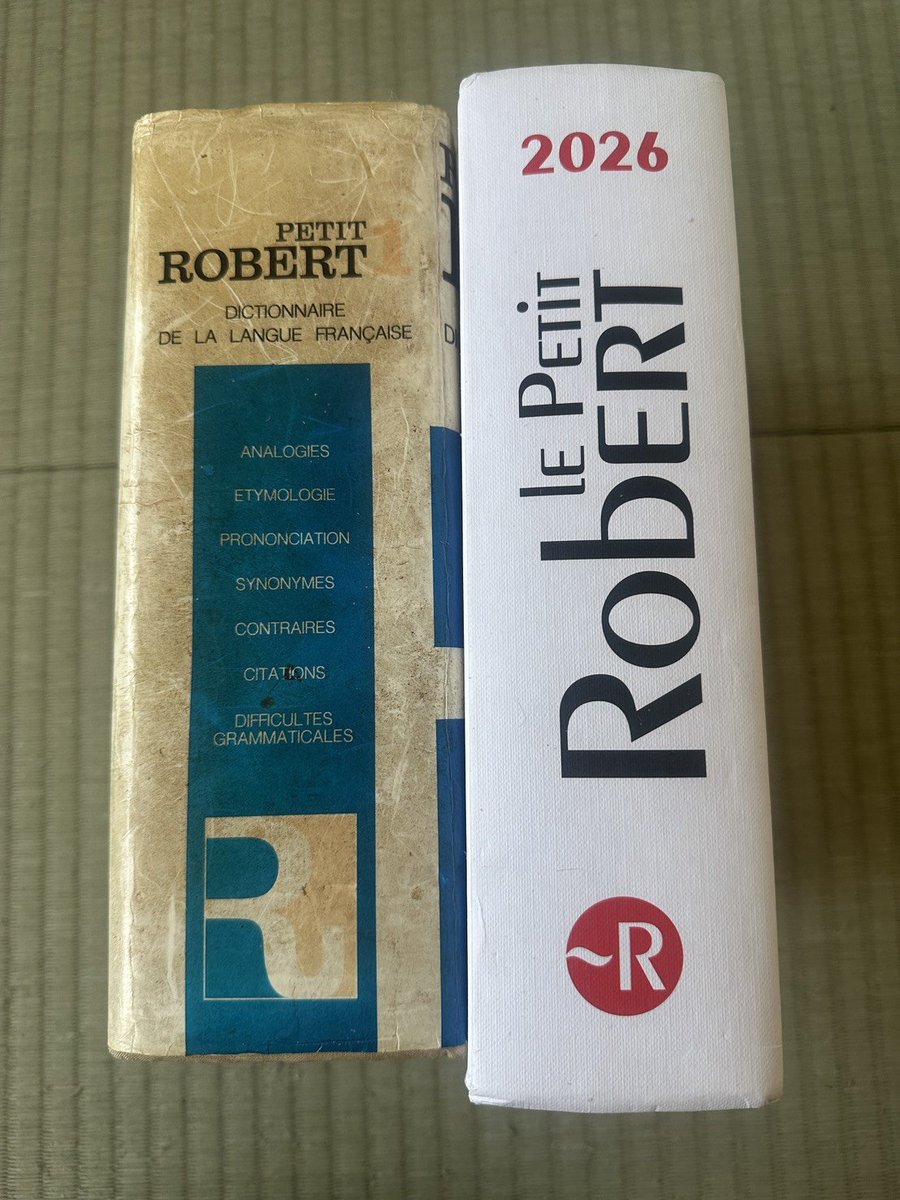 PETIT
ROBERT 1
DICTIONNAIRE
DE LA LANGUE FRANÇAISE
ANALOGIES
ETYMOLOGIE
PRONONCIATION
SYNONYMES
CONTRAIRES
CITATIONS
DIFFICULTES
GRAMMATICALES
R
2026
LE PETIT
ROBERT
~R